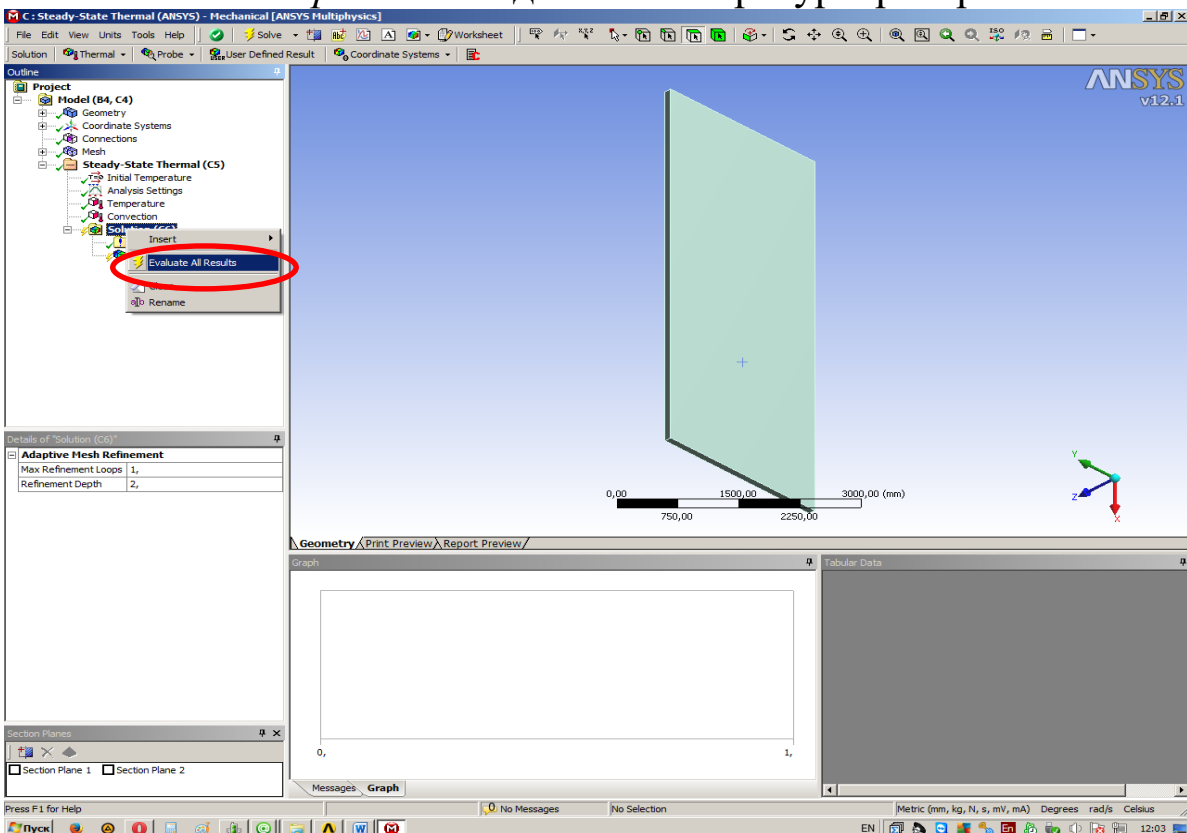 C : Steady-State Thermal (ANSYS) - Mechanical [ANSYS Multiphysics]
File Edit View Units Tools Help Solve Worksheet
Solution Thermal Probe User Defined Result Coordinate Systems
Outline
Project
Model (B4, C4)
Geometry
Coordinate Systems
Connections
Mesh
Steady-State Thermal (C5)
Initial Temperature
Analysis Settings
Temperature
Convection
Solution (C6)
Insert
Evaluate All Results
Rename
ANSYS
v12.1
Details of "Solution (C6)"
Adaptive Mesh Refinement
Max Refinement Loops 1,
Refinement Depth 2,
0,00 1500,00 3000,00 (mm)
750,00 2250,00
Y
Z
X
Geometry Print Preview Report Preview
Graph
Tabular Data
0, 1,
Messages Graph
Section Planes
Section Plane 1 Section Plane 2
Press F1 for Help 0 No Messages No Selection Metric (mm, kg, N, s, mV, mA) Degrees rad/s Celsius
Пуск EN 12:03